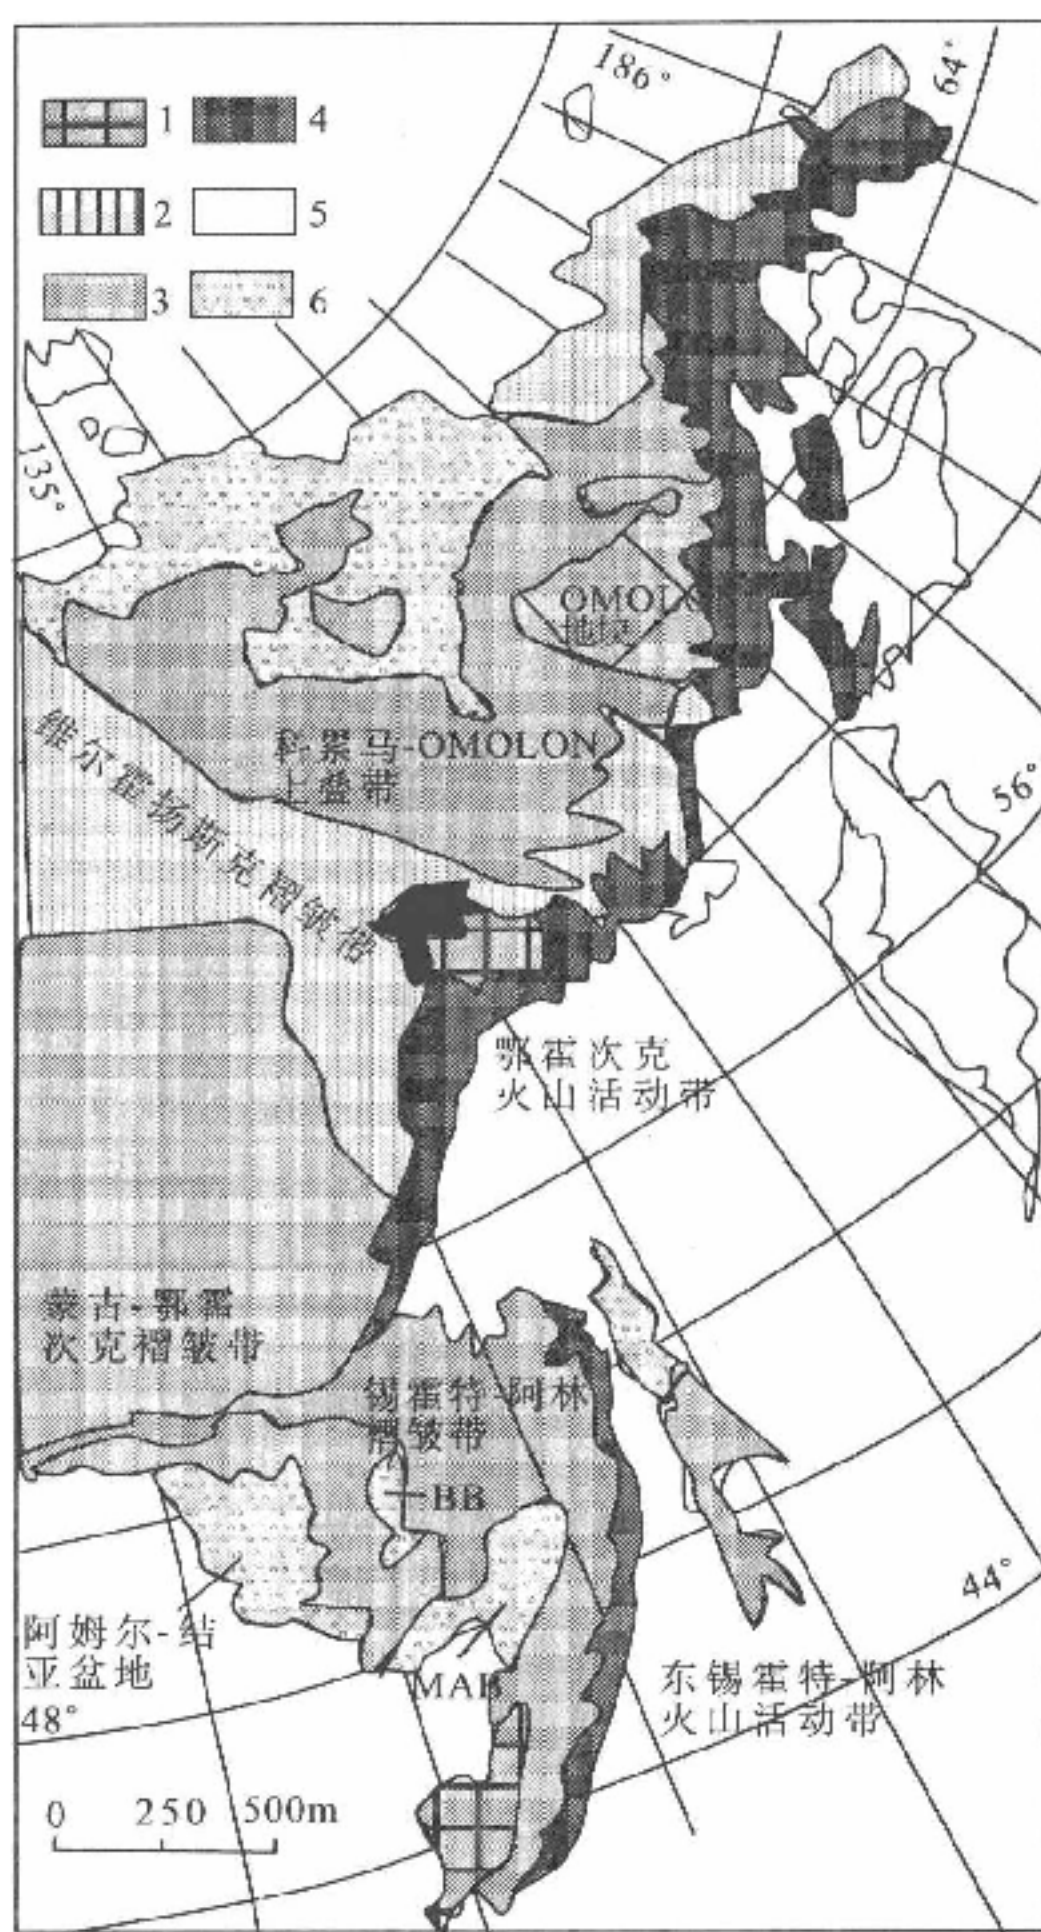 186°
64°
1
4
2
5
3
6
135°
OMOLO
地块
科累马-OMOLON
上叠带
维尔霍扬斯克褶皱带
56°
鄂霍次克
火山活动带
蒙古-鄂霍
次克褶皱带
锡霍特-阿林
褶皱带
BB
44°
阿姆尔-结
亚盆地
MAB
东锡霍特-阿林
火山活动带
48°
0 250 500m